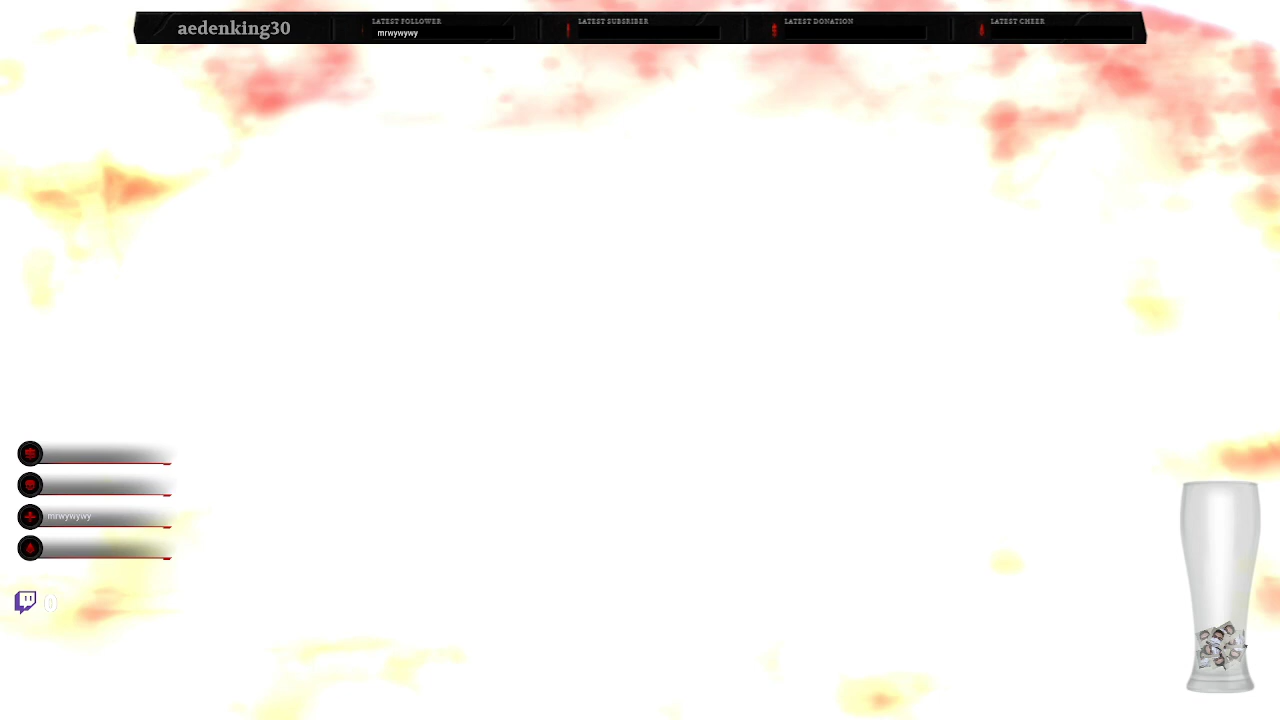 aedenking30
LATEST FOLLOWER
mrwywywy
LATEST SUBSRIBER
LATEST DONATION
LATEST CHEER
mrwywywy
0